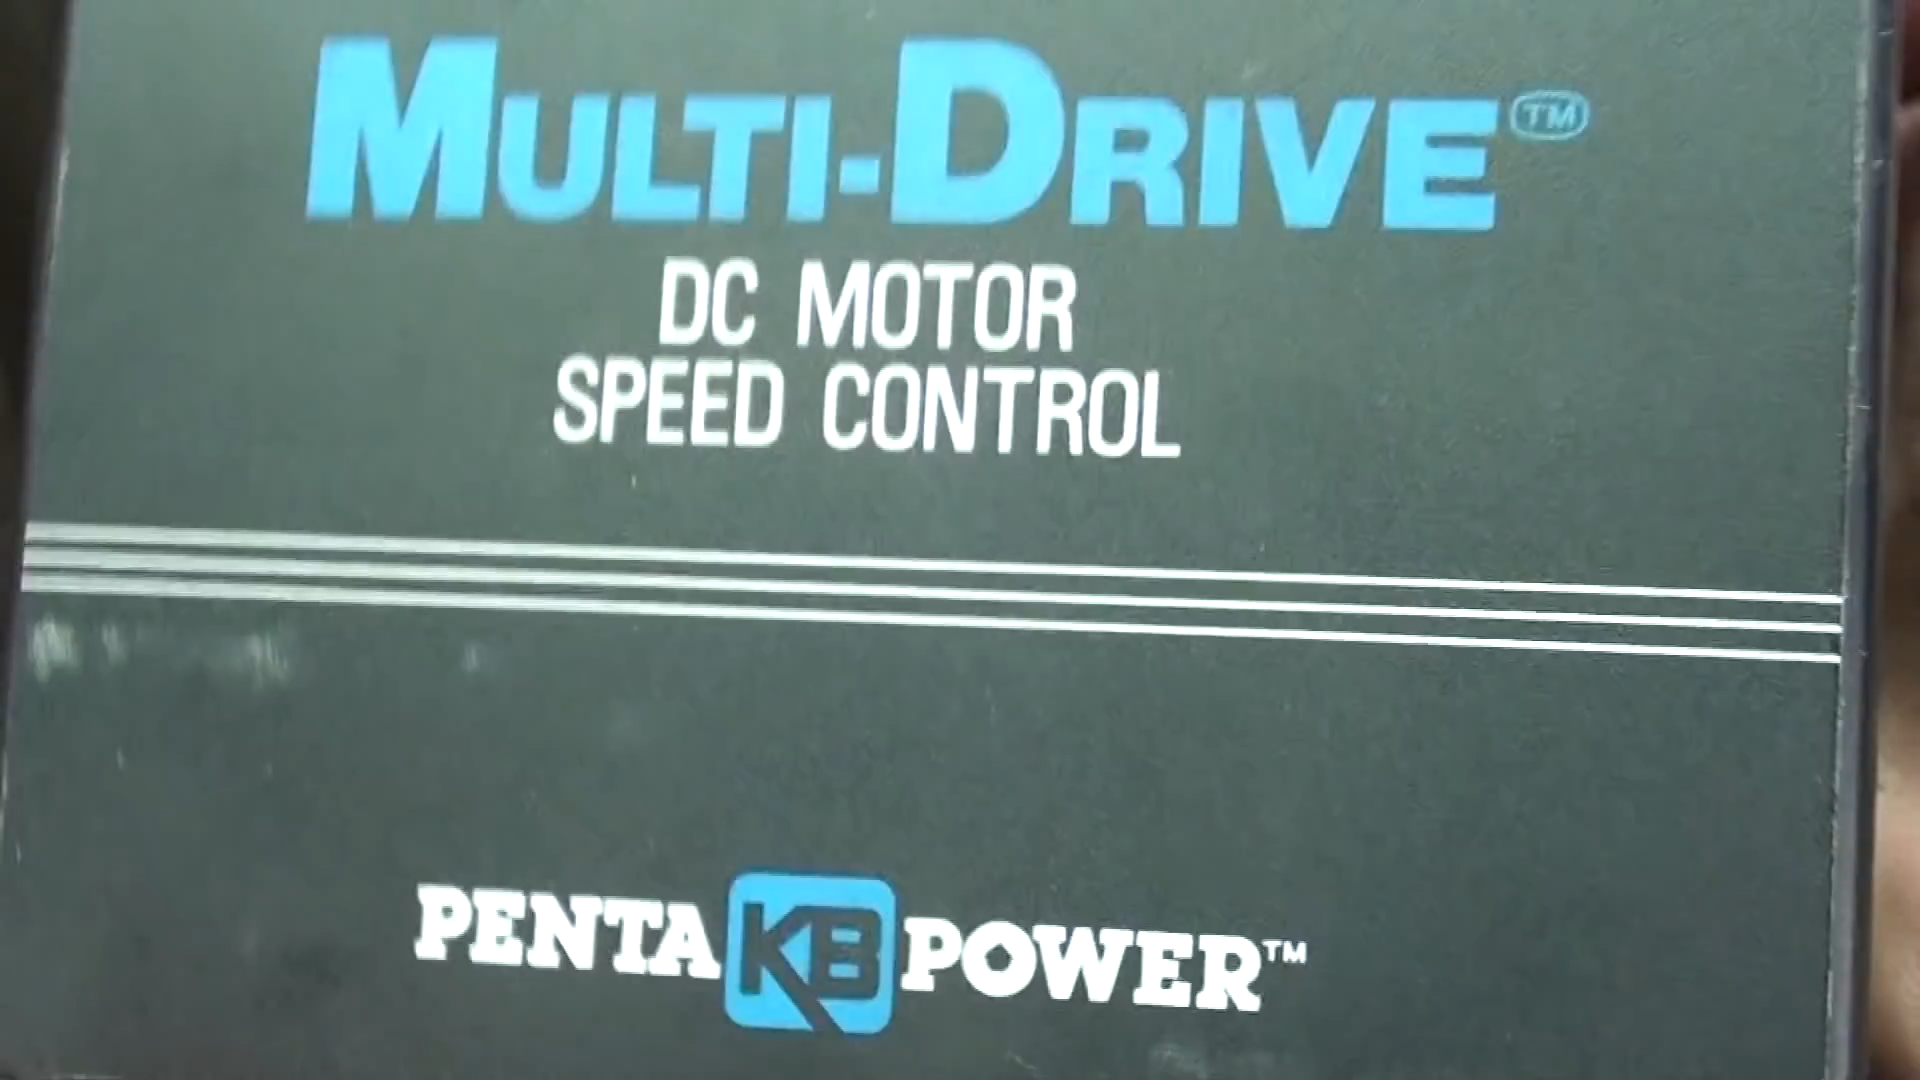 MULTI-DRIVE™
DC MOTOR
SPEED CONTROL
PENTA KB POWER™